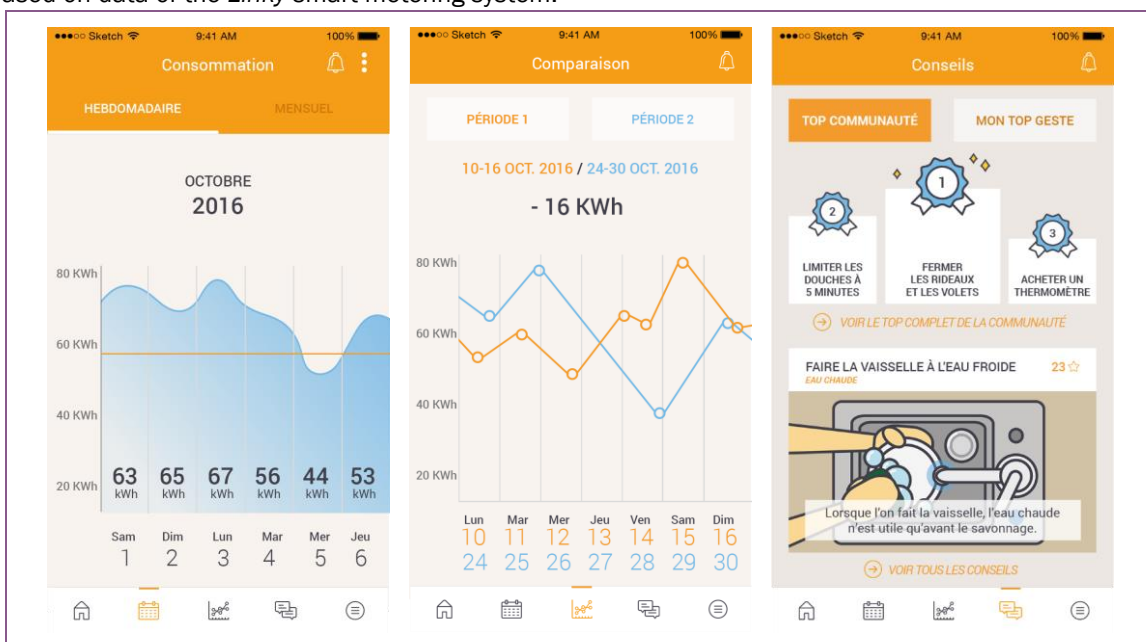 based on data of the Linky smart metering system.
Sketch 9:41 AM 100%
Consommation
HEBDOMADAIRE MENSUEL
OCTOBRE
2016
80 KWh
60 KWh
40 KWh
20 KWh
63 65 67 56 44 53
kWh kWh kWh kWh kWh kWh
Sam Dim Lun Mar Mer Jeu
1 2 3 4 5 6
Sketch 9:41 AM 100%
Comparaison
PÉRIODE 1 PÉRIODE 2
10-16 OCT. 2016 / 24-30 OCT. 2016
- 16 KWh
80 KWh
60 KWh
40 KWh
20 KWh
Lun Mar Mer Jeu Ven Sam Dim
10 11 12 13 14 15 16
24 25 26 27 28 29 30
Sketch 9:41 AM 100%
Conseils
TOP COMMUNAUTÉ MON TOP GESTE
1
2
3
LIMITER LES
DOUCHES À
5 MINUTES
FERMER
LES RIDEAUX
ET LES VOLETS
ACHETER UN
THERMOMÈTRE
VOIR LE TOP COMPLET DE LA COMMUNAUTÉ
FAIRE LA VAISSELLE À L'EAU FROIDE 23
EAU CHAUDE
Lorsque l'on fait la vaisselle, l'eau chaude
n'est utile qu'avant le savonnage.
VOIR TOUS LES CONSEILS